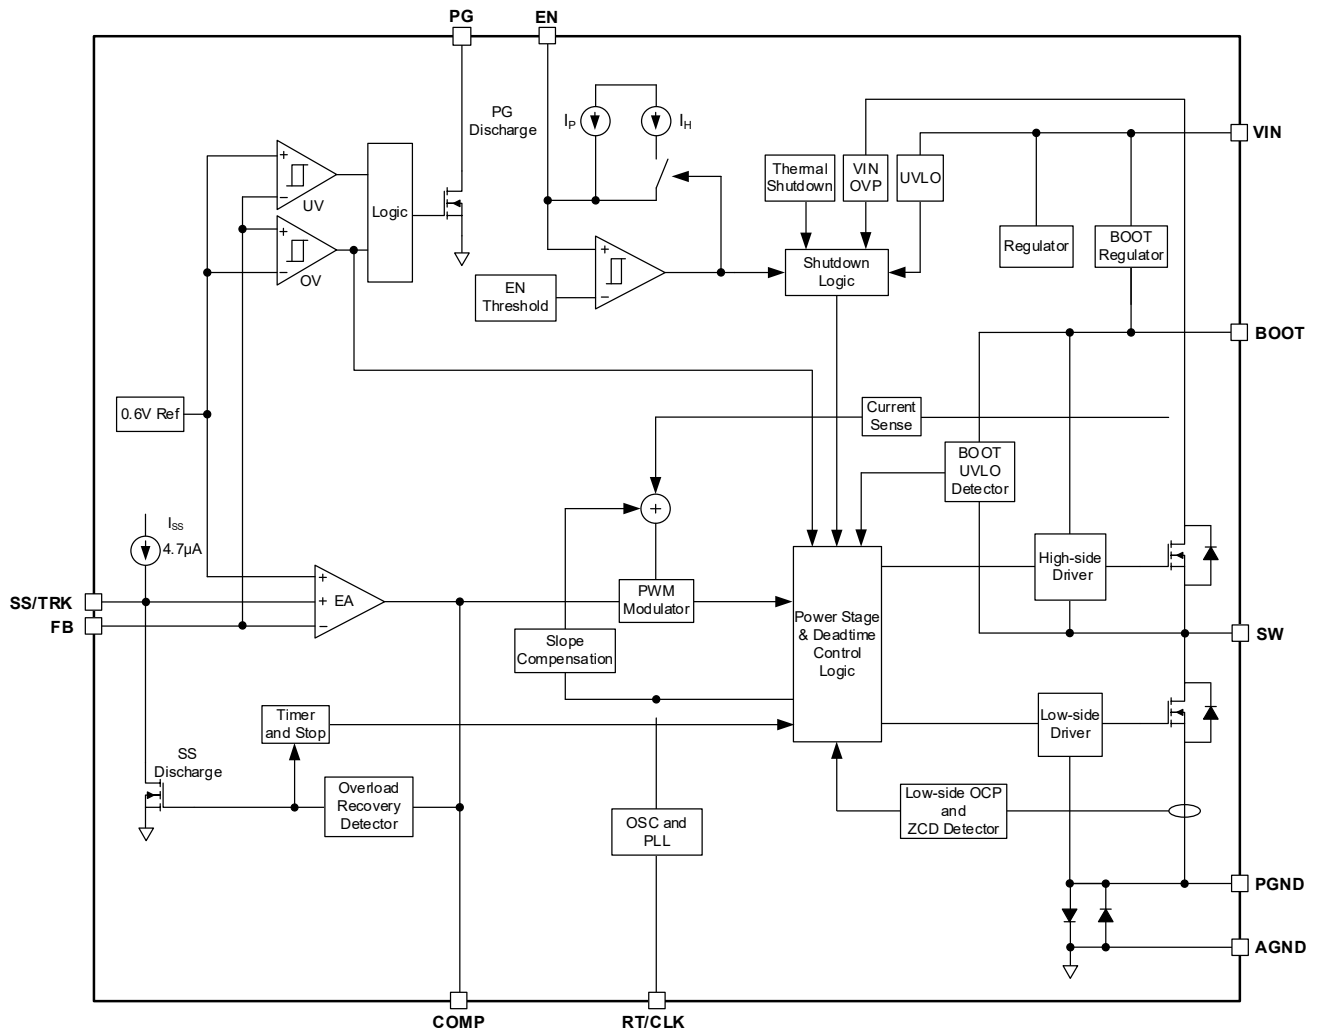 PG
EN
PG
Discharge
IP
IH
VIN
Thermal
Shutdown
VIN
OVP
UVLO
+
−
UV
Logic
+
−
OV
Regulator
BOOT
Regulator
+
−
EN
Threshold
Shutdown
Logic
BOOT
0.6V Ref
Current
Sense
BOOT
UVLO
Detector
+
ISS
4.7µA
High-side
Driver
SS/TRK
FB
+
+
−
EA
PWM
Modulator
Power Stage
& Deadtime
Control
Logic
SW
Slope
Compensation
Timer
and Stop
Low-side
Driver
SS
Discharge
Overload
Recovery
Detector
OSC and
PLL
Low-side OCP
and
ZCD Detector
PGND
AGND
COMP
RT/CLK